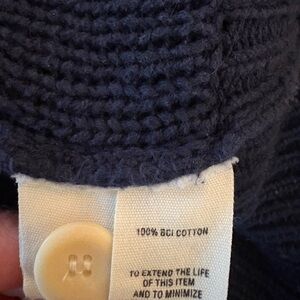 100% BCI COTTON
TO EXTEND THE LIFE
OF THIS ITEM
AND TO MINIMIZE